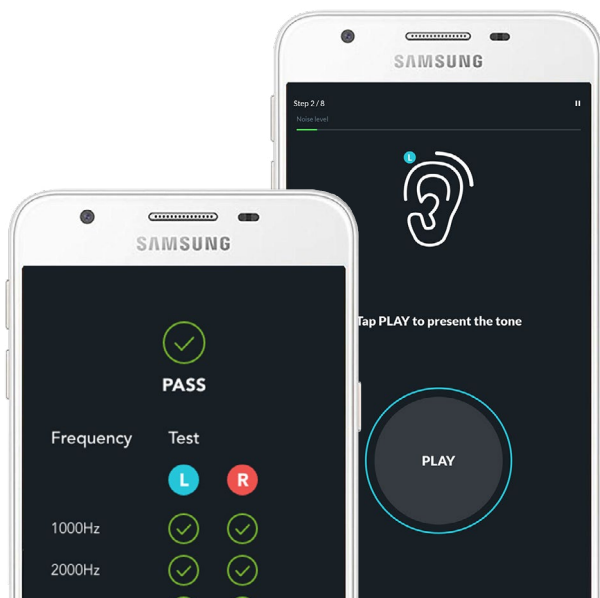 SAMSUNG
PASS
Frequency Test
L R
1000Hz
2000Hz
SAMSUNG
Step 2 / 8
Noise level
L
Tap PLAY to present the tone
PLAY